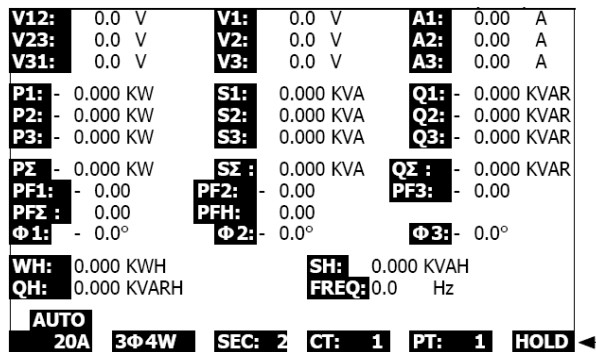 V12: 0.0 V V1: 0.0 V A1: 0.00 A
V23: 0.0 V V2: 0.0 V A2: 0.00 A
V31: 0.0 V V3: 0.0 V A3: 0.00 A
P1: - 0.000 KW S1: 0.000 KVA Q1: - 0.000 KVAR
P2: - 0.000 KW S2: 0.000 KVA Q2: - 0.000 KVAR
P3: - 0.000 KW S3: 0.000 KVA Q3: - 0.000 KVAR
PΣ - 0.000 KW SΣ : 0.000 KVA QΣ : - 0.000 KVAR
PF1: - 0.00 PF2: - 0.00 PF3: - 0.00
PFΣ : 0.00 PFH: 0.00
Φ1: - 0.0° Φ2: - 0.0° Φ3: - 0.0°
WH: 0.000 KWH SH: 0.000 KVAH
QH: 0.000 KVARH FREQ: 0.0 Hz
AUTO
20A 3Φ4W SEC: 2 CT: 1 PT: 1 HOLD